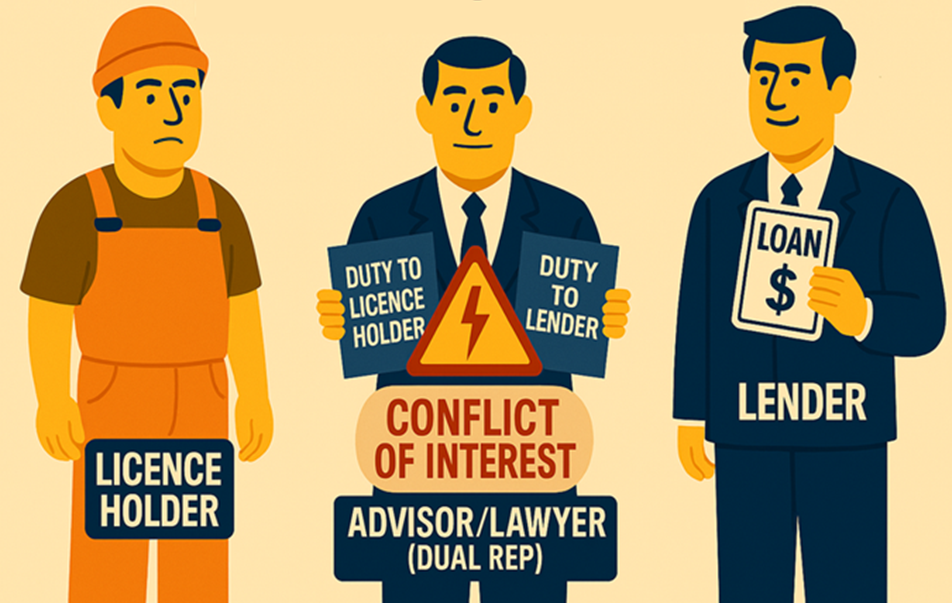 DUTY TO
LICENCE
HOLDER
DUTY
TO
LENDER
LOAN
$
CONFLICT
OF INTEREST
LENDER
LICENCE
HOLDER
ADVISOR/LAWYER
(DUAL REP)